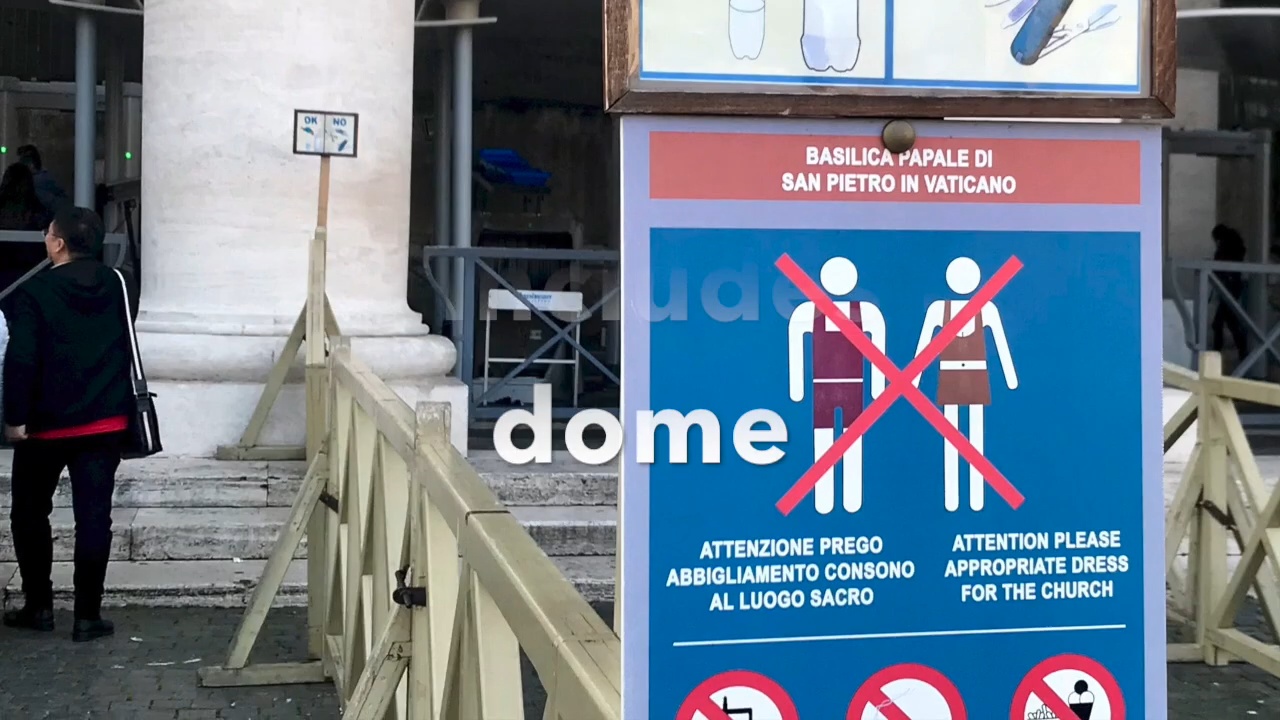 OK NO
BASILICA PAPALE DI
SAN PIETRO IN VATICANO
include
dome
ATTENZIONE PREGO
ABBIGLIAMENTO CONSONO
AL LUOGO SACRO
ATTENTION PLEASE
APPROPRIATE DRESS
FOR THE CHURCH